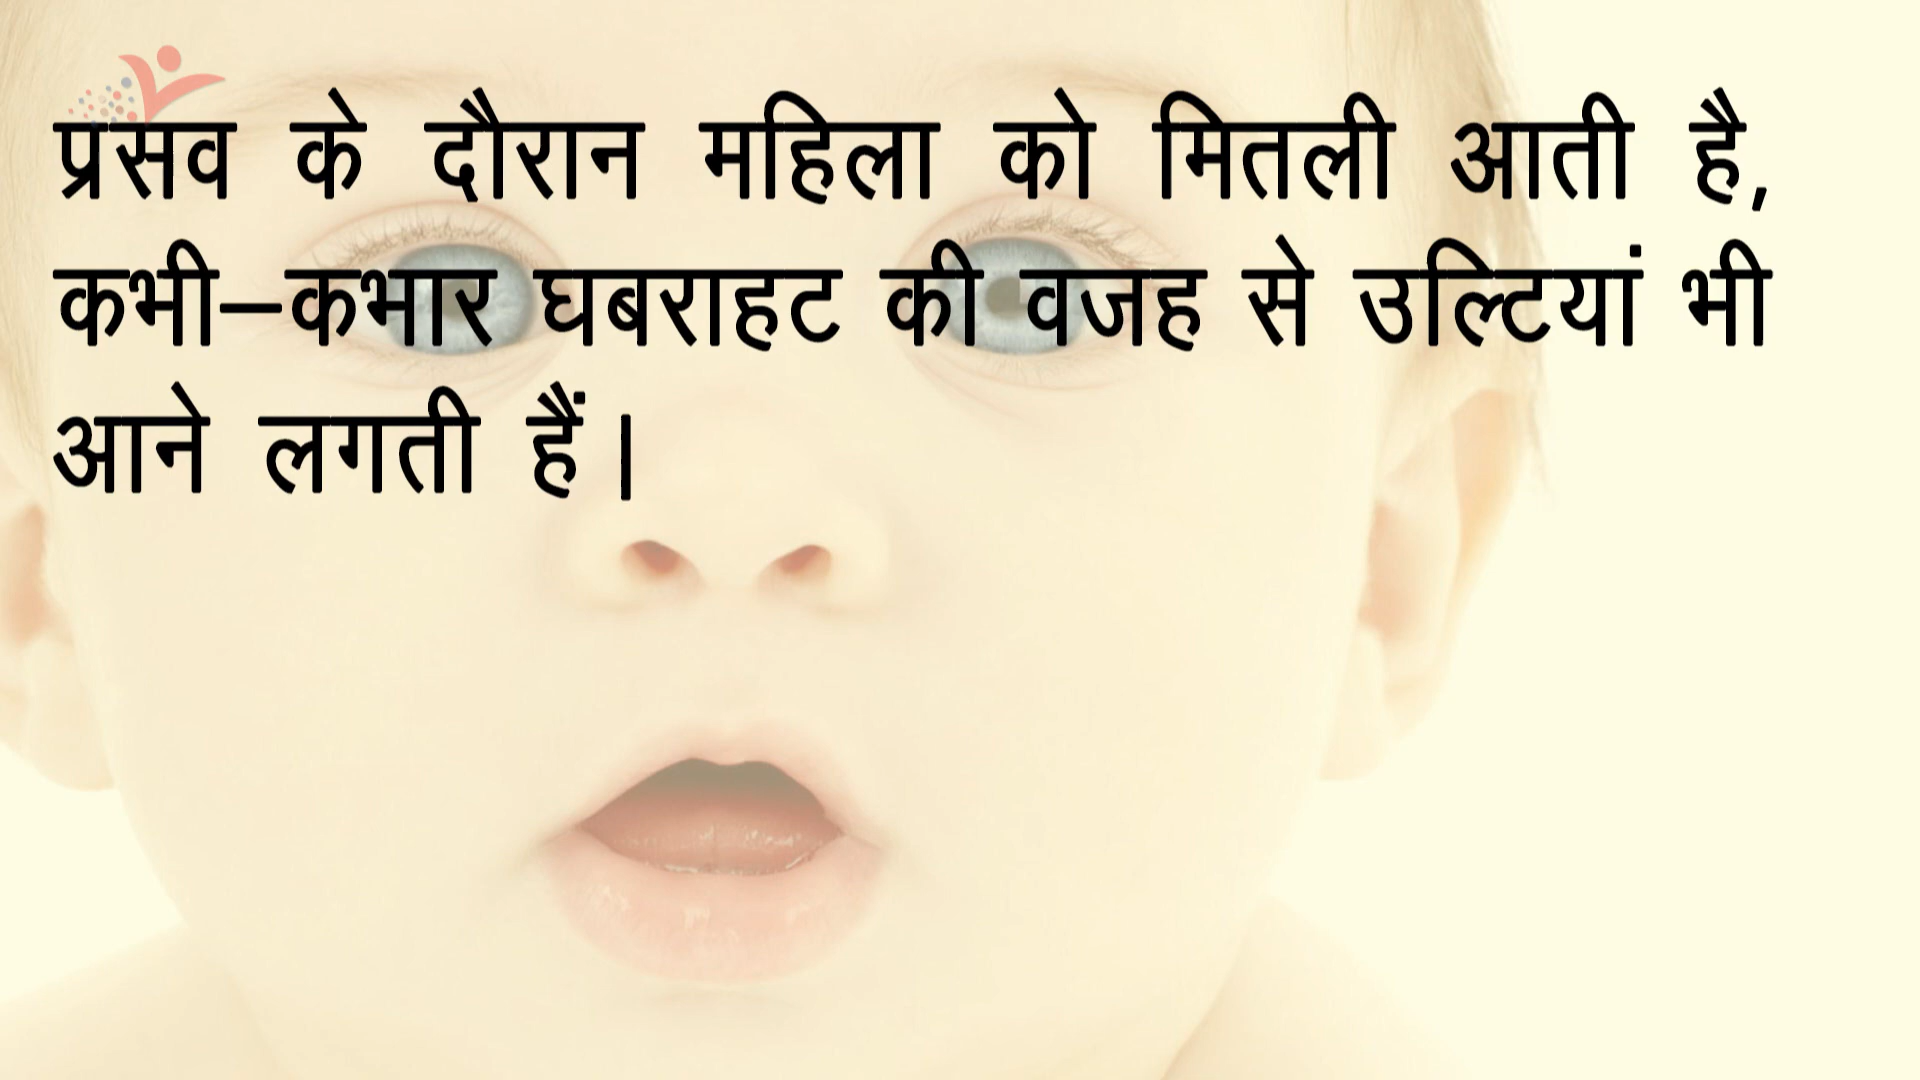 प्रसव के दौरान महिला को मितली आती है,
कभी–कभार घबराहट की वजह से उल्टियां भी
आने लगती हैं।